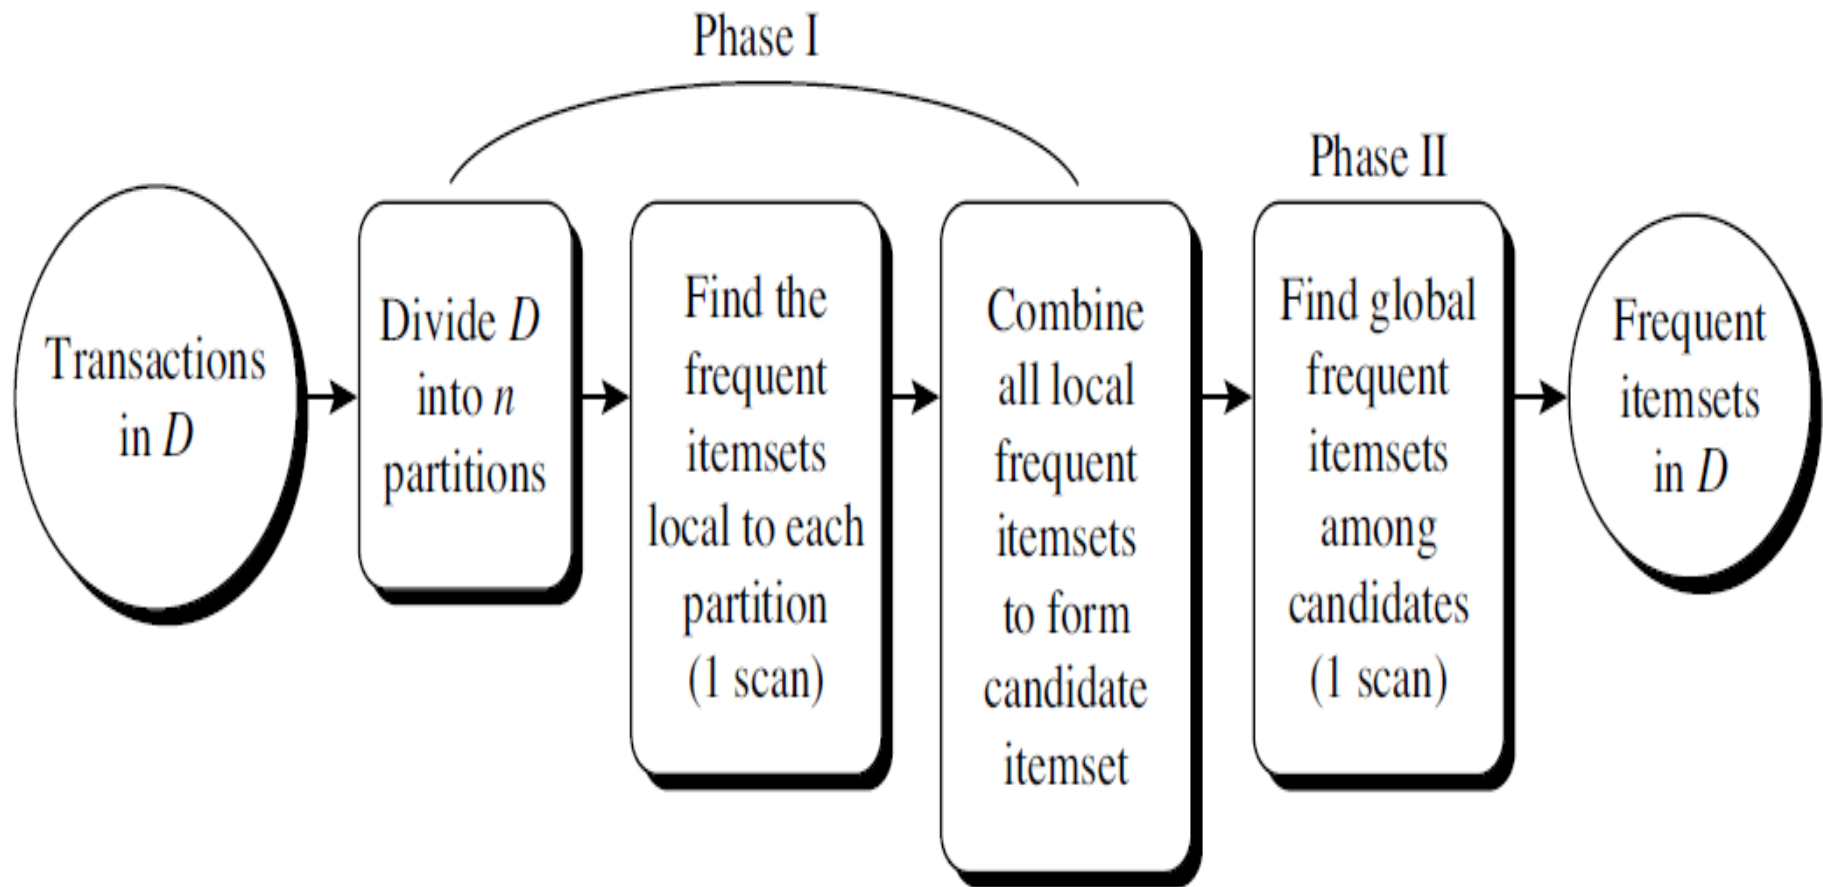 Phase I
Phase II
Transactions
in D
Divide D
into n
partitions
Find the
frequent
itemsets
local to each
partition
(1 scan)
Combine
all local
frequent
itemsets
to form
candidate
itemset
Find global
frequent
itemsets
among
candidates
(1 scan)
Frequent
itemsets
in D